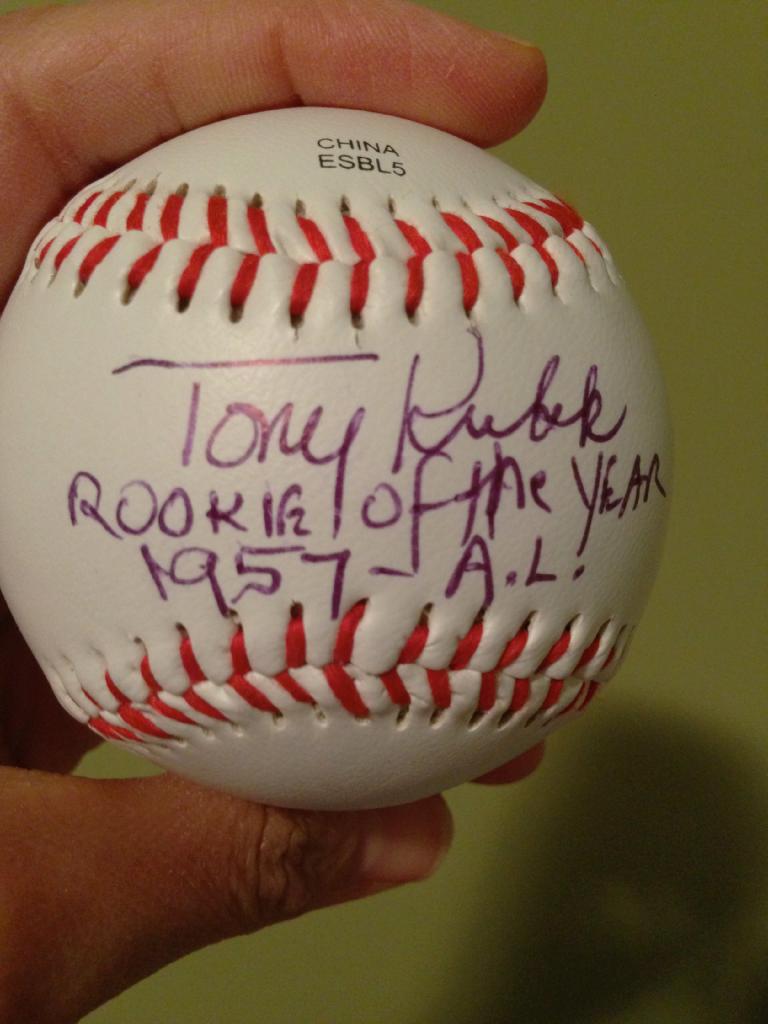 CHINA
ESBL5
Tony Kubek
ROOKIE of the YEAR
1957 - A.L.